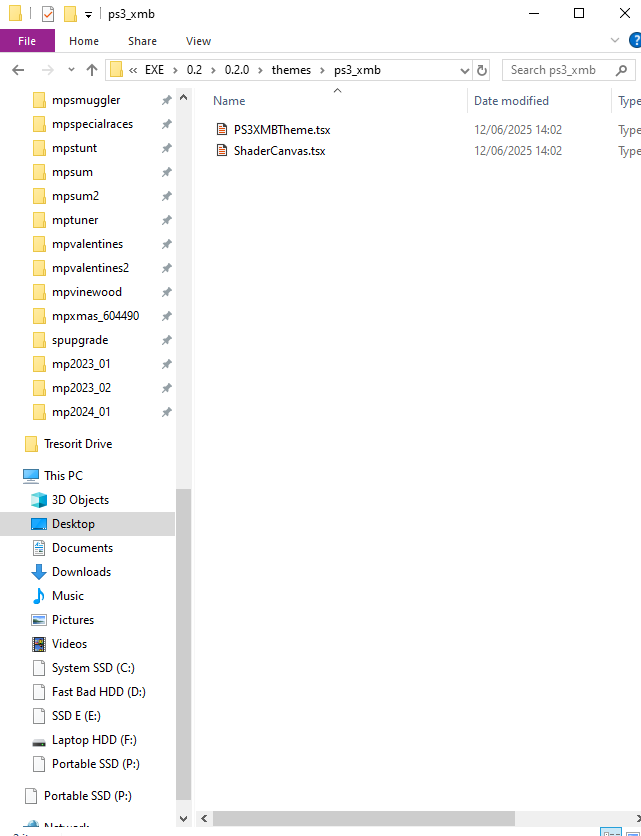 ps3_xmb
File Home Share View
« EXE > 0.2 > 0.2.0 > themes > ps3_xmb
Search ps3_xmb
Name Date modified Type
PS3XMBTheme.tsx 12/06/2025 14:02 Type
ShaderCanvas.tsx 12/06/2025 14:02 Type
mpsmuggler
mpspecialraces
mpstunt
mpsum
mpsum2
mptuner
mpvalentines
mpvalentines2
mpvinewood
mpxmas_604490
spupgrade
mp2023_01
mp2023_02
mp2024_01
Tresorit Drive
This PC
3D Objects
Desktop
Documents
Downloads
Music
Pictures
Videos
System SSD (C:)
Fast Bad HDD (D:)
SSD E (E:)
Laptop HDD (F:)
Portable SSD (P:)
Portable SSD (P:)
Network